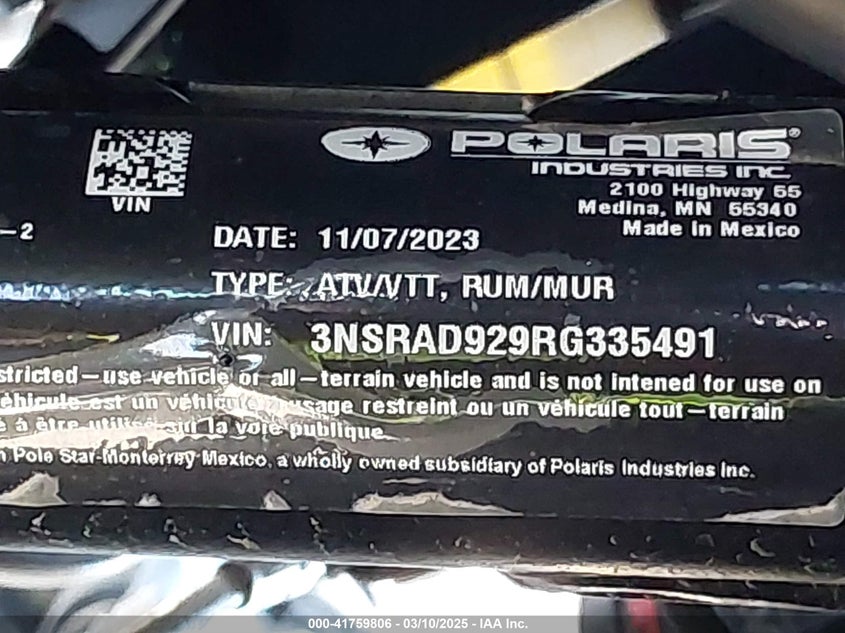 POLARIS®
INDUSTRIES INC.
2100 Highway 55
Medina, MN 55340
Made In Mexico
VIN
-2
DATE: 11/07/2023
TYPE: ATV/VTT, RUM/MUR
VIN: 3NSRAD929RG335491
stricted-use vehicle or all-terrain vehicle and is not intened for use on
éhicule est un véhicule usage restreint ou un véhicule tout-terrain
à être utilisé sur la voie publique
Pole Star-Monterrey Mexico, a wholly owned subsidiary of Polaris Industries Inc.
000-41759806 - 03/10/2025 - IAA Inc.